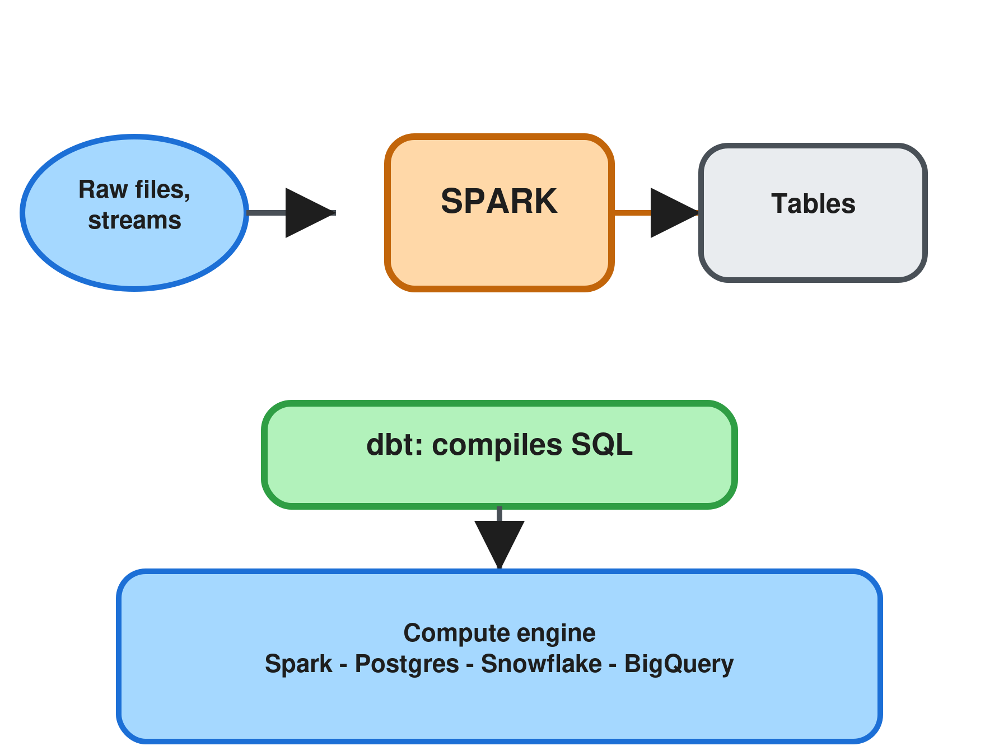 Raw files,
streams
SPARK
Tables
dbt: compiles SQL
Compute engine
Spark - Postgres - Snowflake - BigQuery